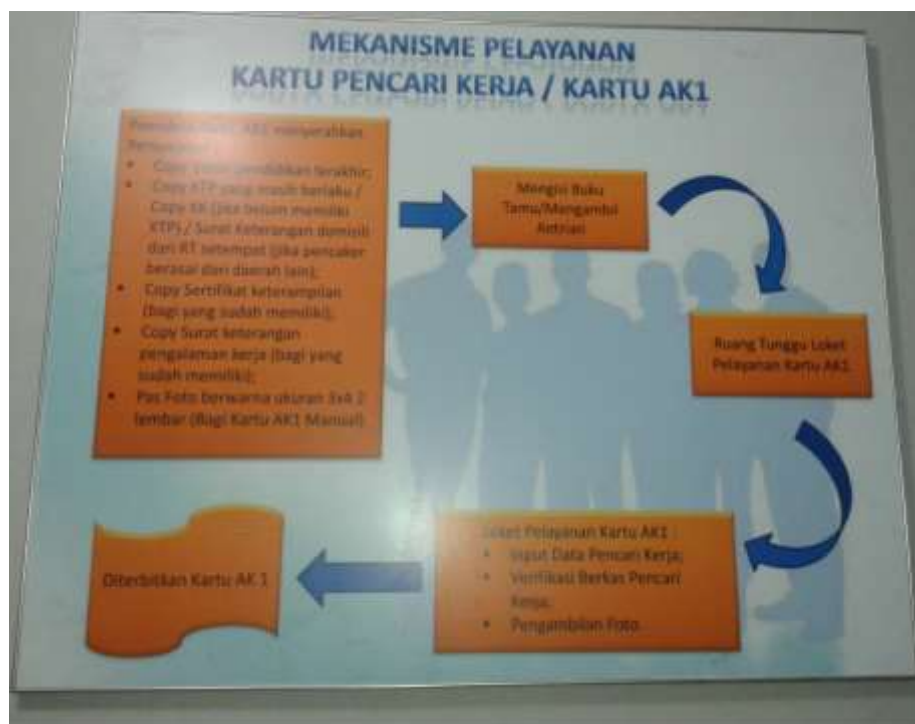 MEKANISME PELAYANAN
KARTU PENCARI KERJA / KARTU AK1
AK1 menyerahkan
• Copy pendidikan terakhir;
• Copy KTP yang masih berlaku /
Copy KK (jika belum memiliki
KTP) / Surat Keterangan domisili
dari RT setempat (jika pencaker
berasal dari daerah lain);
• Copy Sertifikat keterampilan
(bagi yang sudah memiliki);
• Copy Surat keterangan
pengalaman kerja (bagi yang
sudah memiliki);
• Pas Foto berwarna ukuran 3x4 2
lembar (Bagi Kartu AK1 Manual)
Mengisi Buku
Tamu/Mengambil
Antrian
Ruang Tunggu Loket
Pelayanan Kartu AK1
Loket Pelayanan Kartu AK1 :
• Input Data Pencari Kerja;
• Verifikasi Berkas Pencari
Kerja;
• Pengambilan Foto
Diterbitkan Kartu AK 1